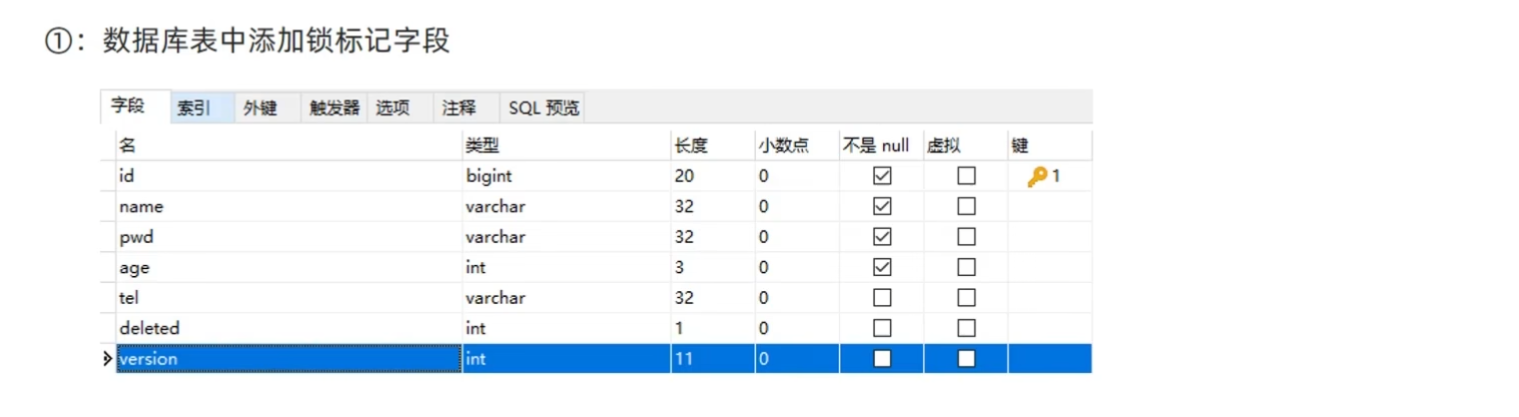 ①：数据库表中添加锁标记字段
字段 索引 外键 触发器 选项 注释 SQL 预览
名 类型 长度 小数点 不是 null 虚拟 键
id bigint 20 0 1
name varchar 32 0
pwd varchar 32 0
age int 3 0
tel varchar 32 0
deleted int 1 0
version int 11 0